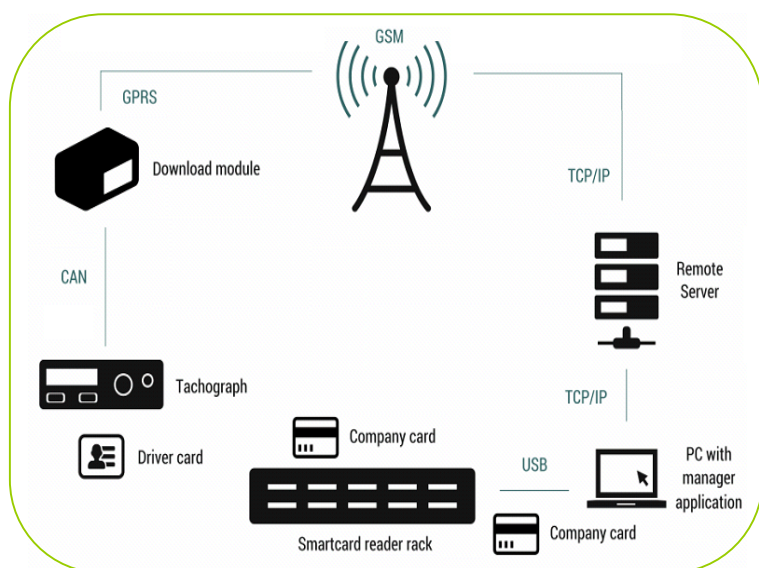 GSM
GPRS
Download module
TCP/IP
CAN
Remote
Server
Tachograph
TCP/IP
Company card
Driver card
USB
PC with
manager
application
Smartcard reader rack
Company card